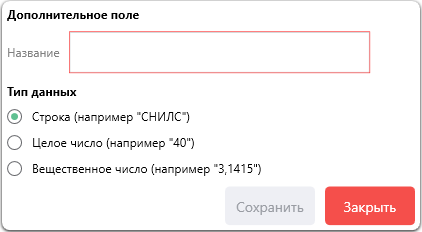 Дополнительное поле
Название
Тип данных
Строка (например "СНИЛС")
Целое число (например "40")
Вещественное число (например "3,1415")
Сохранить Закрыть